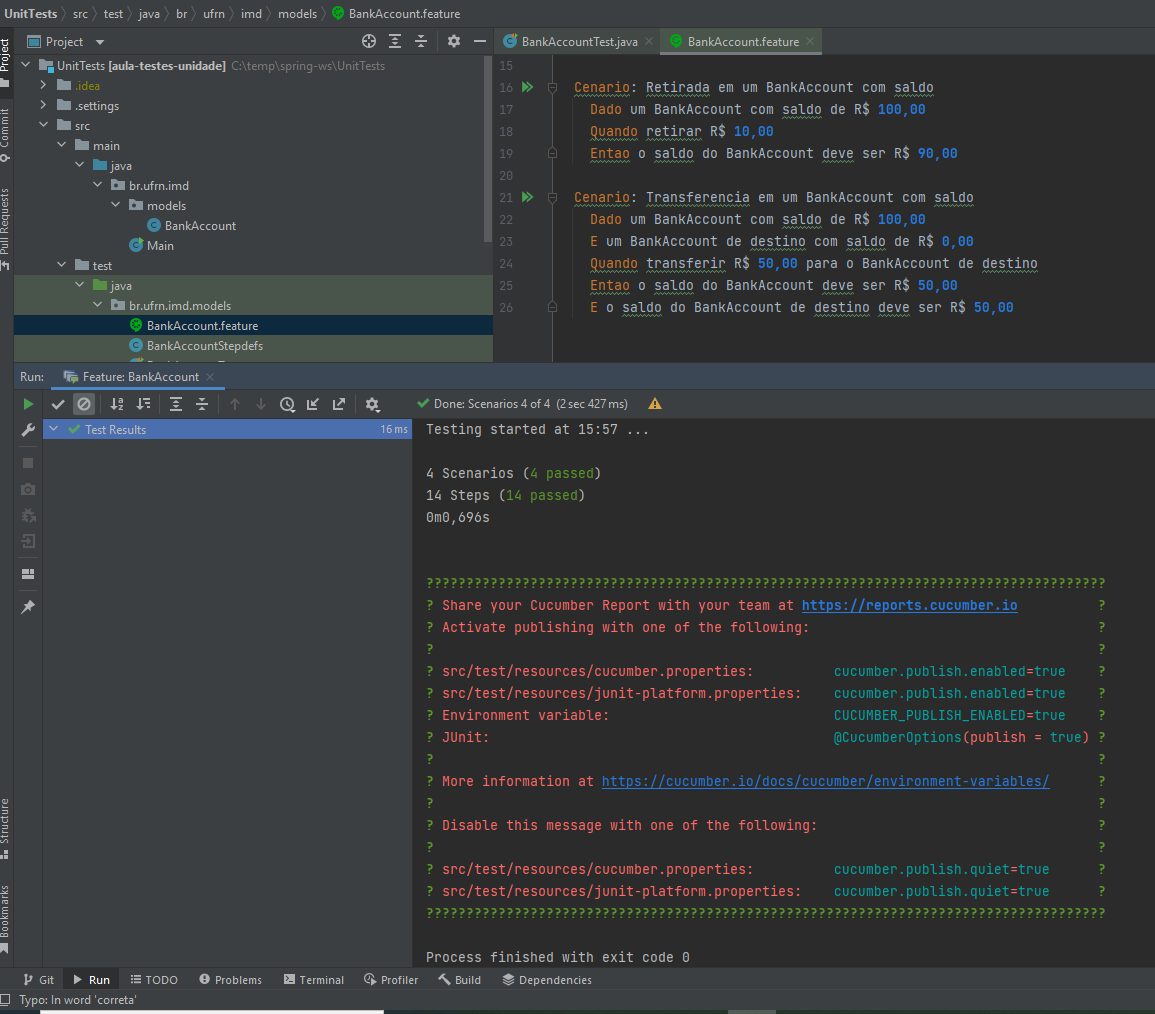 UnitTests src test java br ufrn imd models BankAccount.feature
Project
BankAccountTest.java
BankAccount.feature
Project
Commit
Pull Requests
UnitTests [aula-testes-unidade] C:\temp\spring-ws\UnitTests
.idea
.settings
src
main
java
br.ufrn.imd
models
BankAccount
Main
test
java
br.ufrn.imd.models
BankAccount.feature
BankAccountStepdefs
15
16 Cenario: Retirada em um BankAccount com saldo
17 Dado um BankAccount com saldo de R$ 100,00
18 Quando retirar R$ 10,00
19 Entao o saldo do BankAccount deve ser R$ 90,00
20
21 Cenario: Transferencia em um BankAccount com saldo
22 Dado um BankAccount com saldo de R$ 100,00
23 E um BankAccount de destino com saldo de R$ 0,00
24 Quando transferir R$ 50,00 para o BankAccount de destino
25 Entao o saldo do BankAccount deve ser R$ 50,00
26 E o saldo do BankAccount de destino deve ser R$ 50,00
Run: Feature: BankAccount
Done: Scenarios 4 of 4 (2 sec 427 ms)
Test Results 16 ms
Testing started at 15:57 ...
4 Scenarios (4 passed)
14 Steps (14 passed)
0m0,696s
?????????????????????????????????????????????????????????????????????????????????????
? Share your Cucumber Report with your team at https://reports.cucumber.io ?
? Activate publishing with one of the following: ?
? ?
? src/test/resources/cucumber.properties: cucumber.publish.enabled=true ?
? src/test/resources/junit-platform.properties: cucumber.publish.enabled=true ?
? Environment variable: CUCUMBER_PUBLISH_ENABLED=true ?
? JUnit: @CucumberOptions(publish = true) ?
? ?
? More information at https://cucumber.io/docs/cucumber/environment-variables/ ?
? ?
? Disable this message with one of the following: ?
? ?
? src/test/resources/cucumber.properties: cucumber.publish.quiet=true ?
? src/test/resources/junit-platform.properties: cucumber.publish.quiet=true ?
?????????????????????????????????????????????????????????????????????????????????????
Process finished with exit code 0
Structure
Bookmarks
Git Run TODO Problems Terminal Profiler Build Dependencies
Typo: In word 'correta'